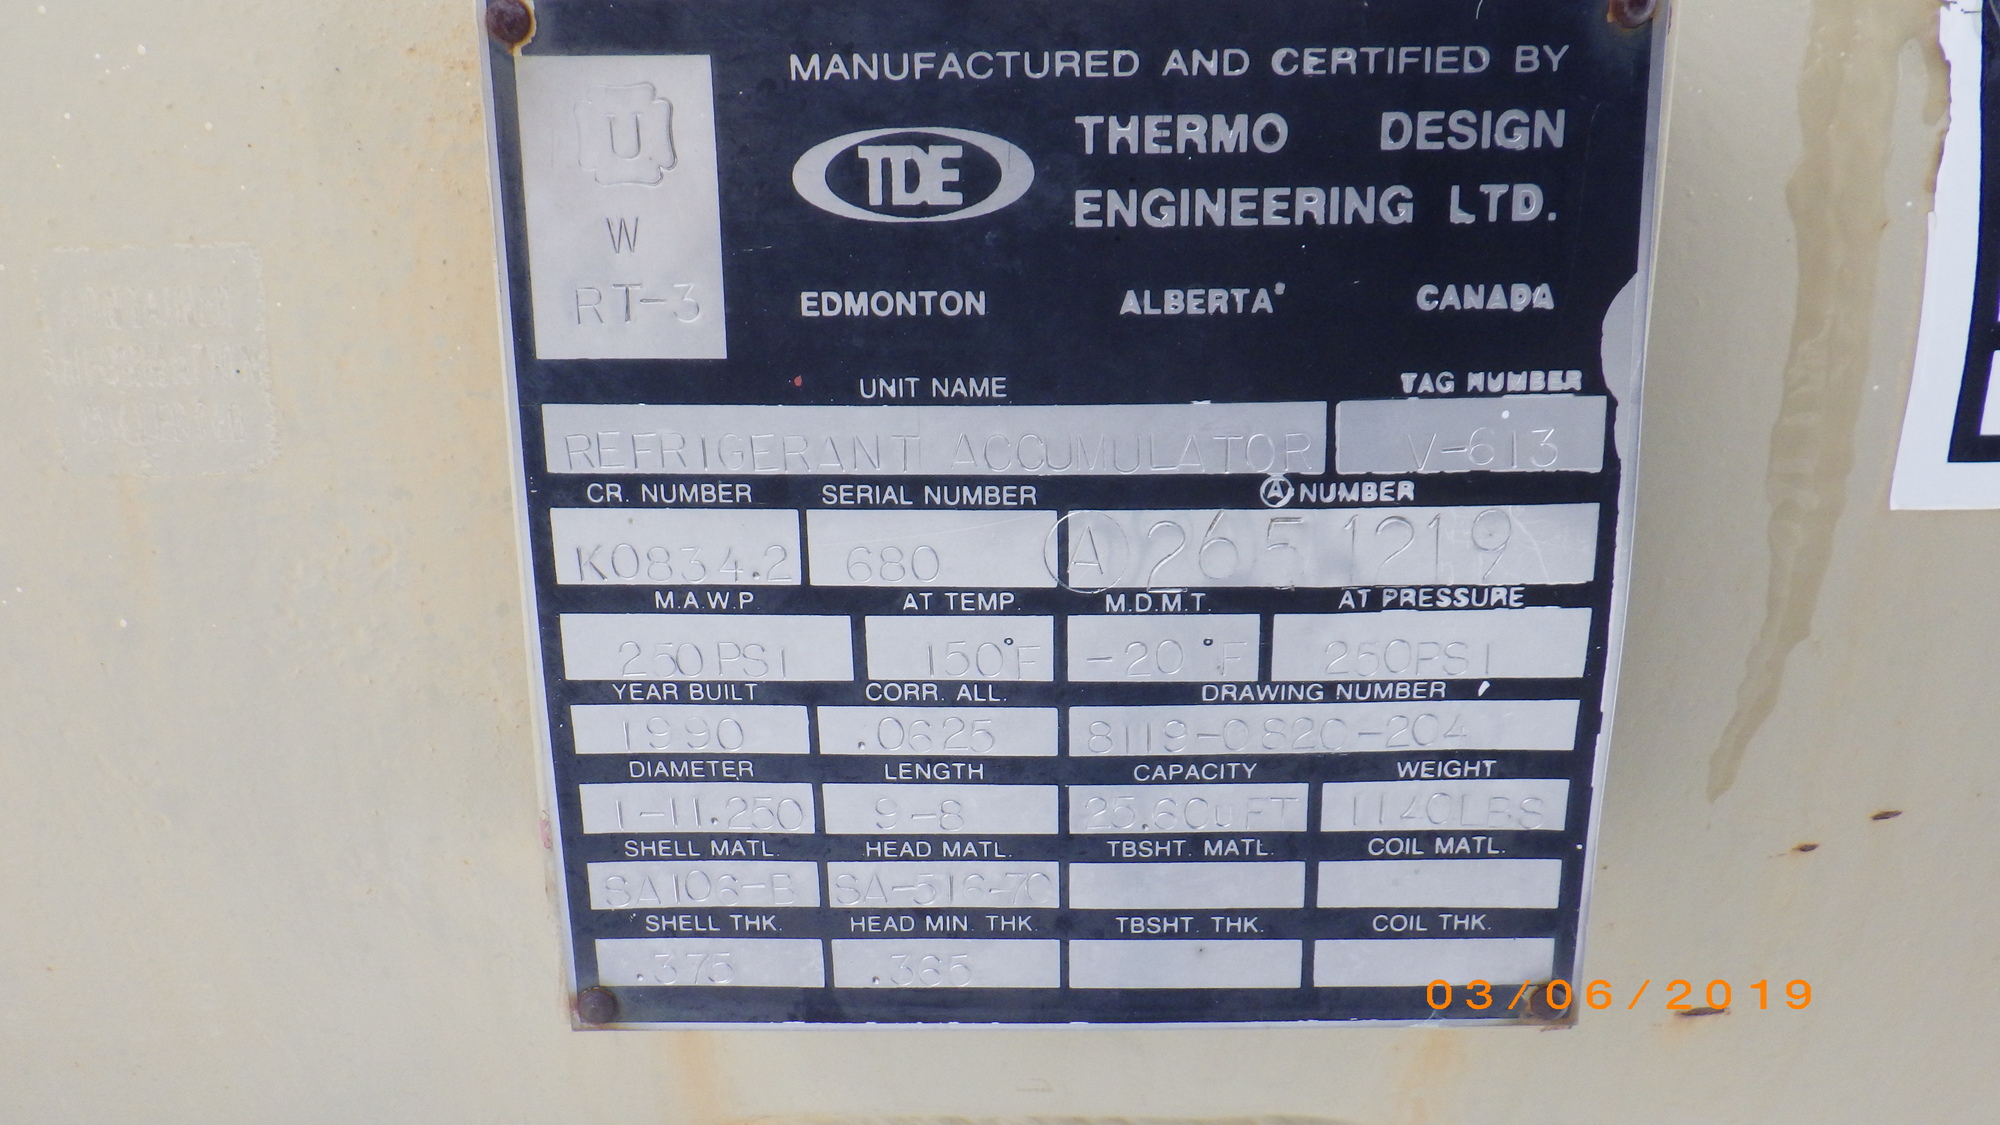 U
W
RT-3
MANUFACTURED AND CERTIFIED BY
TDE
THERMO DESIGN
ENGINEERING LTD.
EDMONTON ALBERTA CANADA
UNIT NAME TAG NUMBER
REFRIGERANT ACCUMULATOR V-613
CR. NUMBER SERIAL NUMBER Ⓐ NUMBER
K0834.2 680 Ⓐ 2651219
M.A.W.P. AT TEMP. M.D.M.T. AT PRESSURE
250PSI 150°F -20°F 250PSI
YEAR BUILT CORR. ALL. DRAWING NUMBER
1990 .0625 8119-0820-204
DIAMETER LENGTH CAPACITY WEIGHT
1-11.250 9-8 25.6CuFT 1140LBS
SHELL MATL. HEAD MATL. TBSHT. MATL. COIL MATL.
SA106-B SA-516-70
SHELL THK. HEAD MIN. THK. TBSHT. THK. COIL THK.
.375 .365
03/06/2019